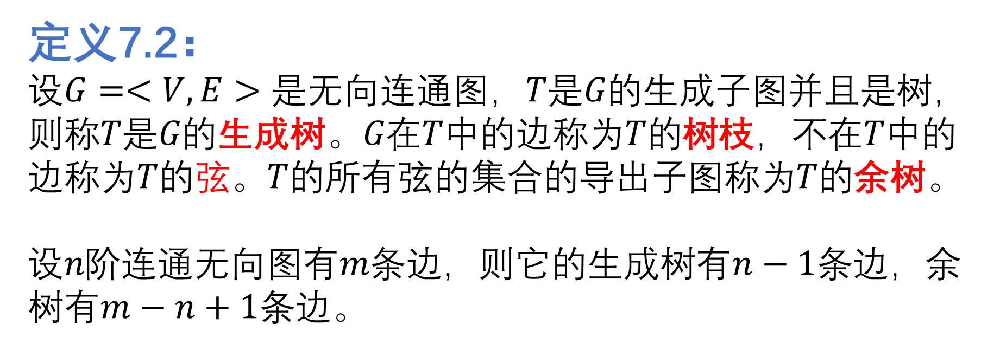 定义7.2：
设G =< V, E > 是无向连通图，T是G的生成子图并且是树，
则称T是G的生成树。G在T中的边称为T的树枝，不在T中的
边称为T的弦。T的所有弦的集合的导出子图称为T的余树。
设n阶连通无向图有m条边，则它的生成树有n − 1条边，余
树有m − n + 1条边。